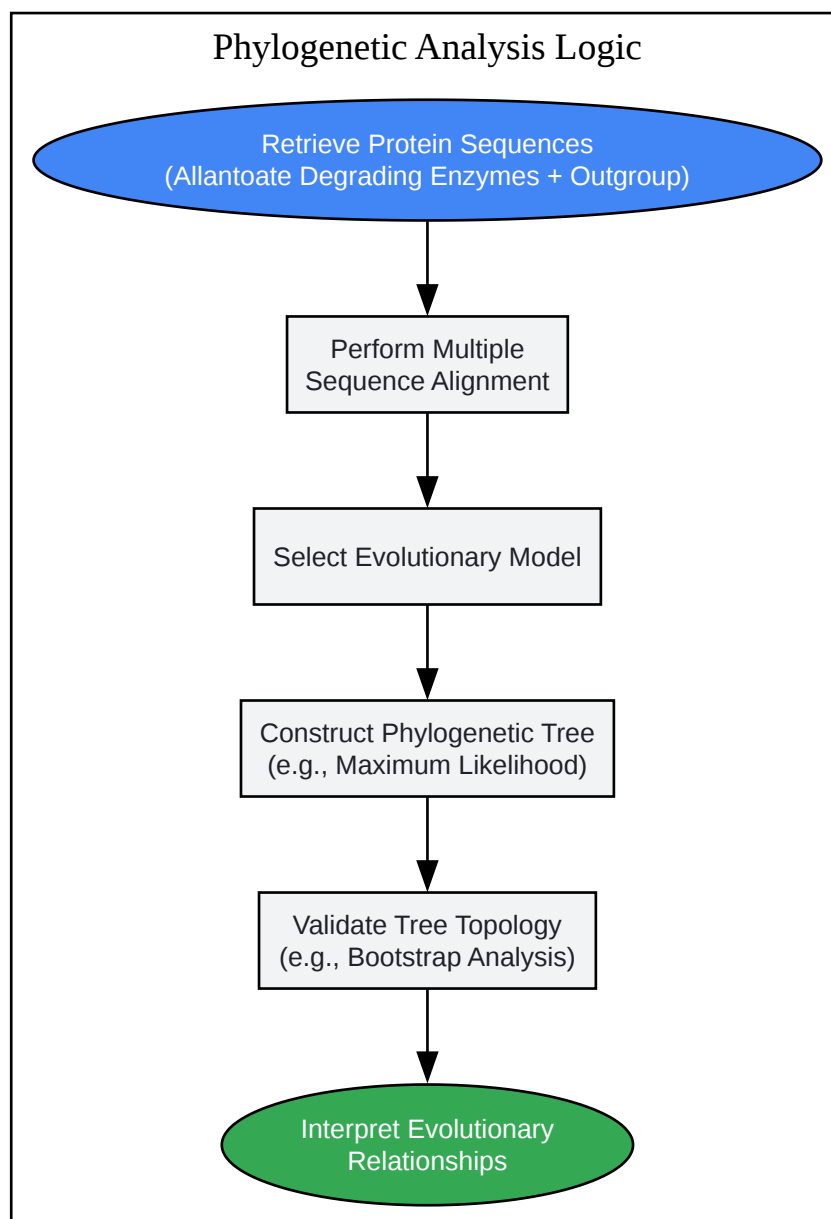 Phylogenetic Analysis Logic
Retrieve Protein Sequences
(Allantoate Degrading Enzymes + Outgroup)
Perform Multiple
Sequence Alignment
Select Evolutionary Model
Construct Phylogenetic Tree
(e.g., Maximum Likelihood)
Validate Tree Topology
(e.g., Bootstrap Analysis)
Interpret Evolutionary
Relationships